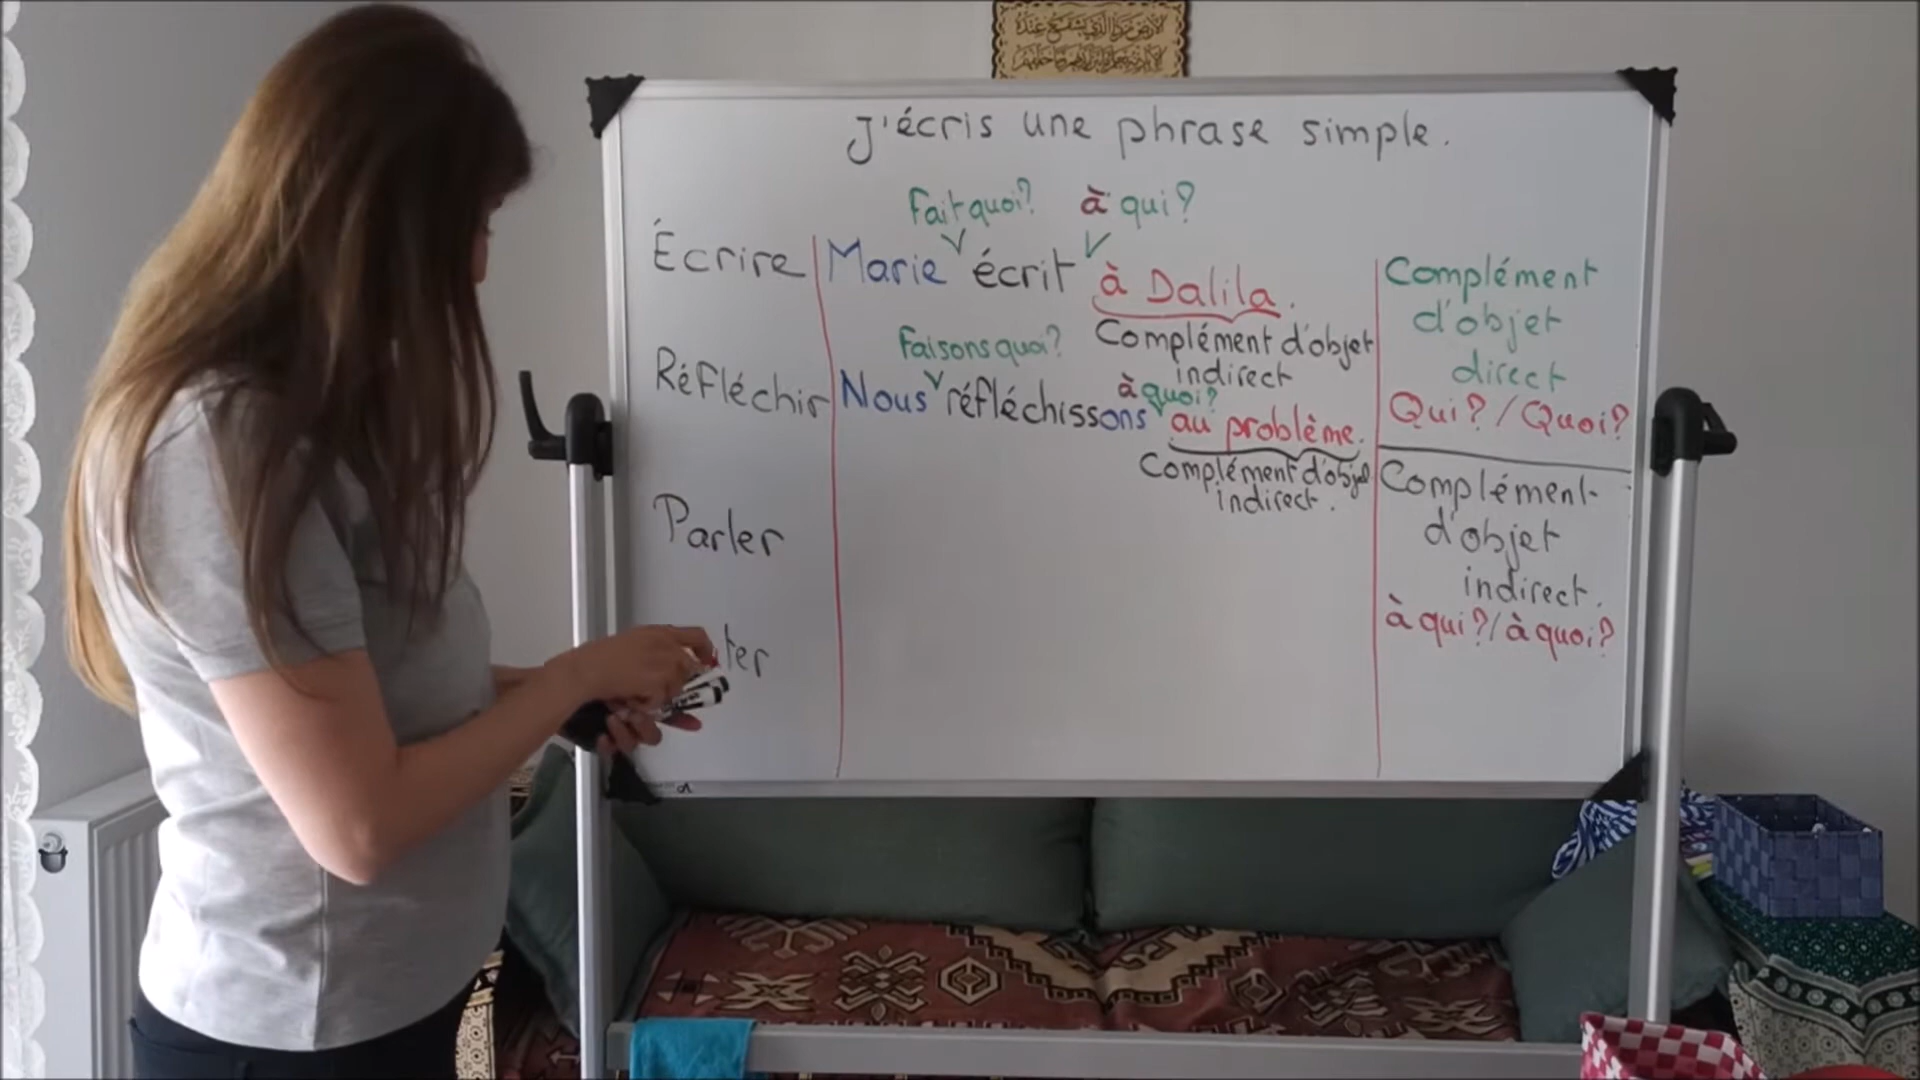 J'écris une phrase simple.
Fait quoi? à qui?
Écrire Marie écrit à Dalila.
Complément d'objet
indirect
Faisons quoi? à quoi?
Réfléchir Nous réfléchissons au problème.
Complément d'objet
indirect.
Parler
ter
Complément
d'objet
direct
Qui? / Quoi?
Complément
d'objet
indirect.
à qui? / à quoi?